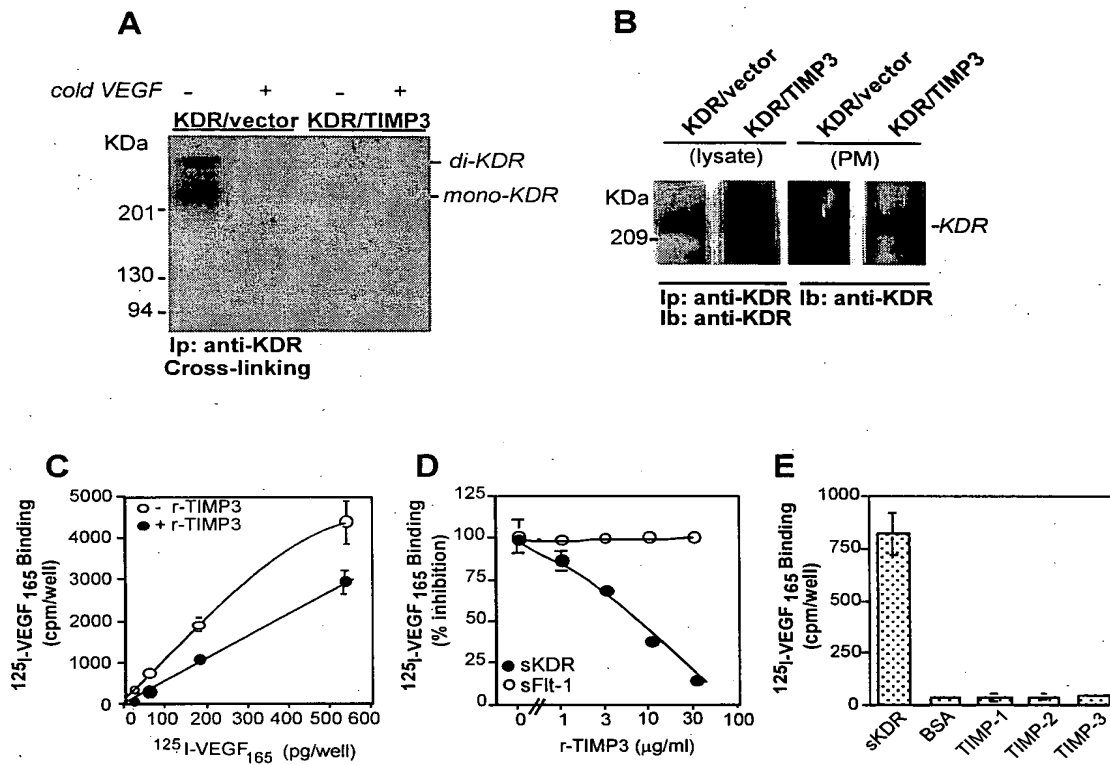 A
cold VEGF - + - +
KDR/vector KDR/TIMP3
KDa
di-KDR
mono-KDR
201
130
94
Ip: anti-KDR
Cross-linking
B
KDR/vector KDR/TIMP3 KDR/vector KDR/TIMP3
(lysate) (PM)
KDa
-KDR
209
Ip: anti-KDR Ib: anti-KDR
Ib: anti-KDR
C
125I-VEGF165 Binding
(cpm/well)
5000
4000
3000
2000
1000
0
- r-TIMP3
+ r-TIMP3
0 100 200 300 400 500 600
125I-VEGF165 (pg/well)
D
125I-VEGF165 Binding
(% inhibition)
125
100
75
50
25
0
sKDR
sFlt-1
0 1 3 10 30 100
r-TIMP3 (µg/ml)
E
125I-VEGF165 Binding
(cpm/well)
1000
750
500
250
0
sKDR BSA TIMP-1 TIMP-2 TIMP-3